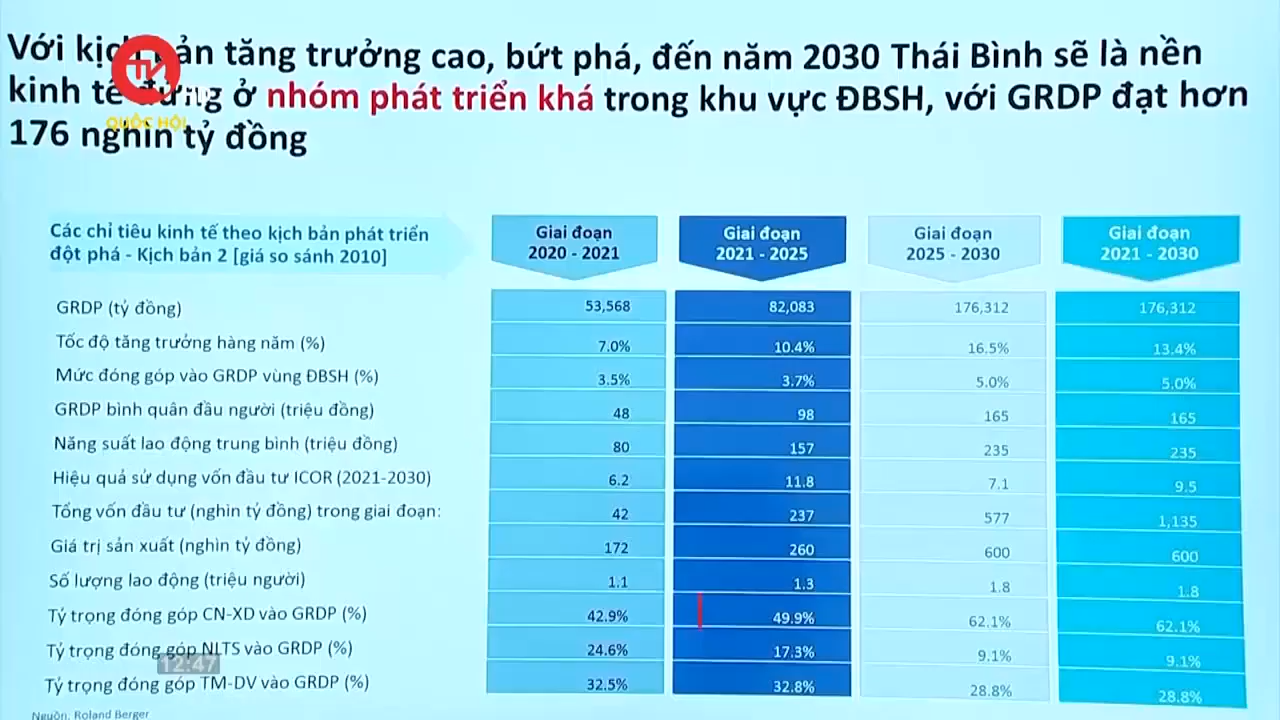 Với kịch bản tăng trưởng cao, bứt phá, đến năm 2030 Thái Bình sẽ là nền
kinh tế đứng ở nhóm phát triển khá trong khu vực ĐBSH, với GRDP đạt hơn
176 nghìn tỷ đồng
QUỐC HỘI
Các chỉ tiêu kinh tế theo kịch bản phát triển
đột phá - Kịch bản 2 [giá so sánh 2010]
Giai đoạn
2020 - 2021
Giai đoạn
2021 - 2025
Giai đoạn
2025 - 2030
Giai đoạn
2021 - 2030
GRDP (tỷ đồng) 53,568 82,083 176,312 176,312
Tốc độ tăng trưởng hàng năm (%) 7.0% 10.4% 16.5% 13.4%
Mức đóng góp vào GRDP vùng ĐBSH (%) 3.5% 3.7% 5.0% 5.0%
GRDP bình quân đầu người (triệu đồng) 48 98 165 165
Năng suất lao động trung bình (triệu đồng) 80 157 235 235
Hiệu quả sử dụng vốn đầu tư ICOR (2021-2030) 6.2 11.8 7.1 9.5
Tổng vốn đầu tư (nghìn tỷ đồng) trong giai đoạn: 42 237 577 1,135
Giá trị sản xuất (nghìn tỷ đồng) 172 260 600 600
Số lượng lao động (triệu người) 1.1 1.3 1.8 1.8
Tỷ trọng đóng góp CN-XD vào GRDP (%) 42.9% 49.9% 62.1% 62.1%
Tỷ trọng đóng góp NLTS vào GRDP (%) 24.6% 17.3% 9.1% 9.1%
12:47
Tỷ trọng đóng góp TM-DV vào GRDP (%) 32.5% 32.8% 28.8% 28.8%
Nguồn. Roland Berger